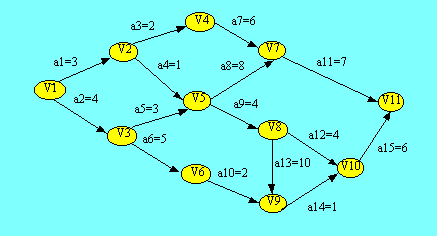 V4
a3=2
a7=6
V2
V7
a1=3
a4=1
a8=8
a11=7
V1
a2=4
V5
V11
a5=3
a9=4
V3
a6=5
V8
a12=4
a15=6
a13=10
V10
V6
a10=2
V9
a14=1